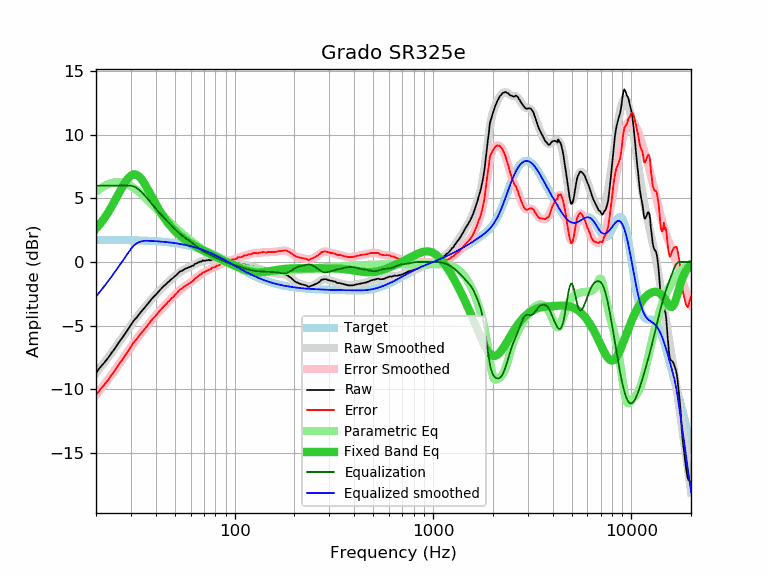 Grado SR325e
Amplitude (dBr)
15
10
5
0
−5
−10
−15
Target
Raw Smoothed
Error Smoothed
Raw
Error
Parametric Eq
Fixed Band Eq
Equalization
Equalized smoothed
100
1000
10000
Frequency (Hz)